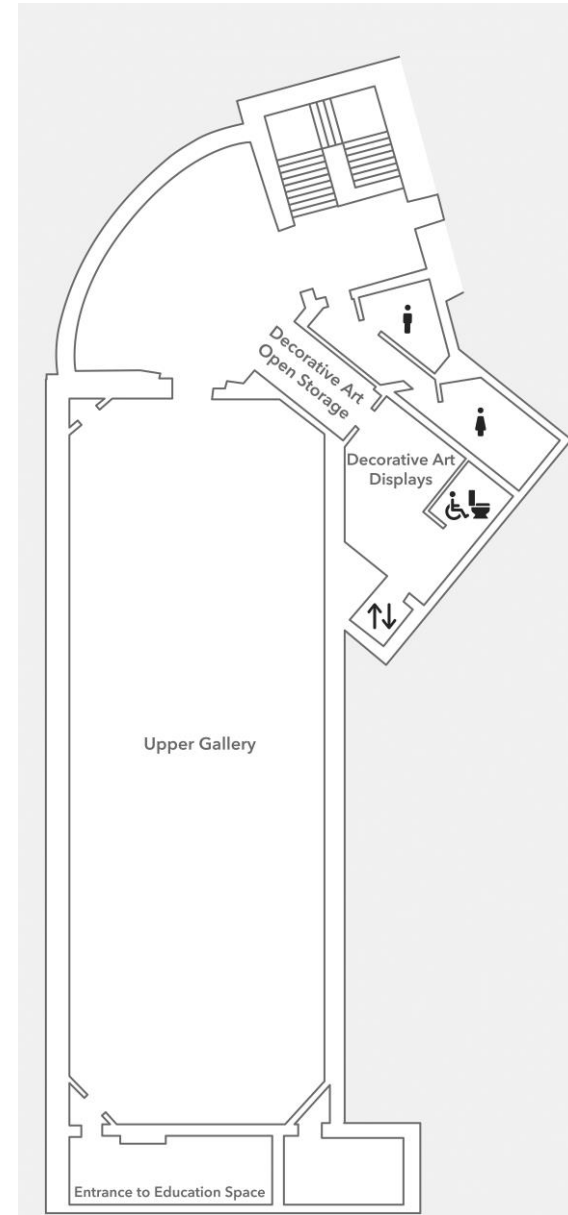 Decorative Art
Open Storage
Decorative Art
Displays
Upper Gallery
Entrance to Education Space